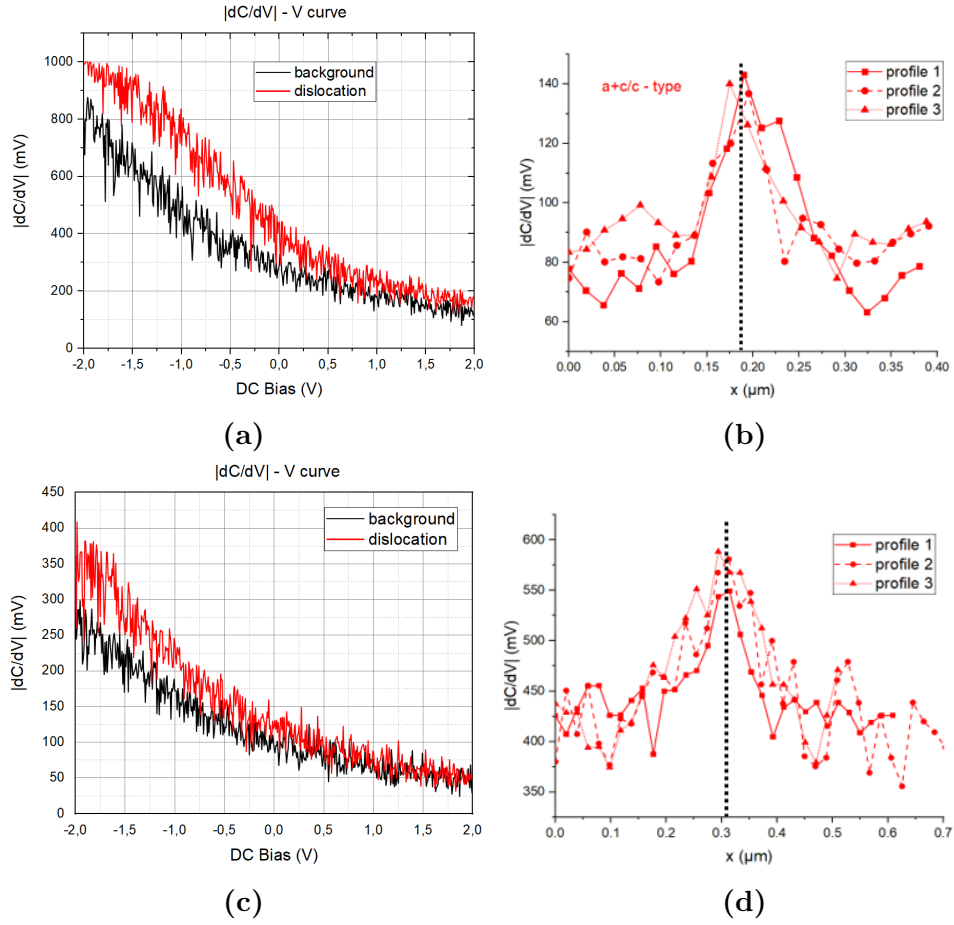 |dC/dV| - V curve
background
dislocation
|dC/dV| (mV)
1000
800
600
400
200
0
-2,0 -1,5 -1,0 -0,5 0,0 0,5 1,0 1,5 2,0
DC Bias (V)
(a)
a+c/c - type
profile 1
profile 2
profile 3
|dC/dV| (mV)
140
120
100
80
60
0.00 0.05 0.10 0.15 0.20 0.25 0.30 0.35 0.40
x (µm)
(b)
|dC/dV| - V curve
background
dislocation
|dC/dV| (mV)
450
400
350
300
250
200
150
100
50
0
-2,0 -1,5 -1,0 -0,5 0,0 0,5 1,0 1,5 2,0
DC Bias (V)
(c)
profile 1
profile 2
profile 3
|dC/dV| (mV)
600
550
500
450
400
350
0.0 0.1 0.2 0.3 0.4 0.5 0.6 0.7
x (µm)
(d)